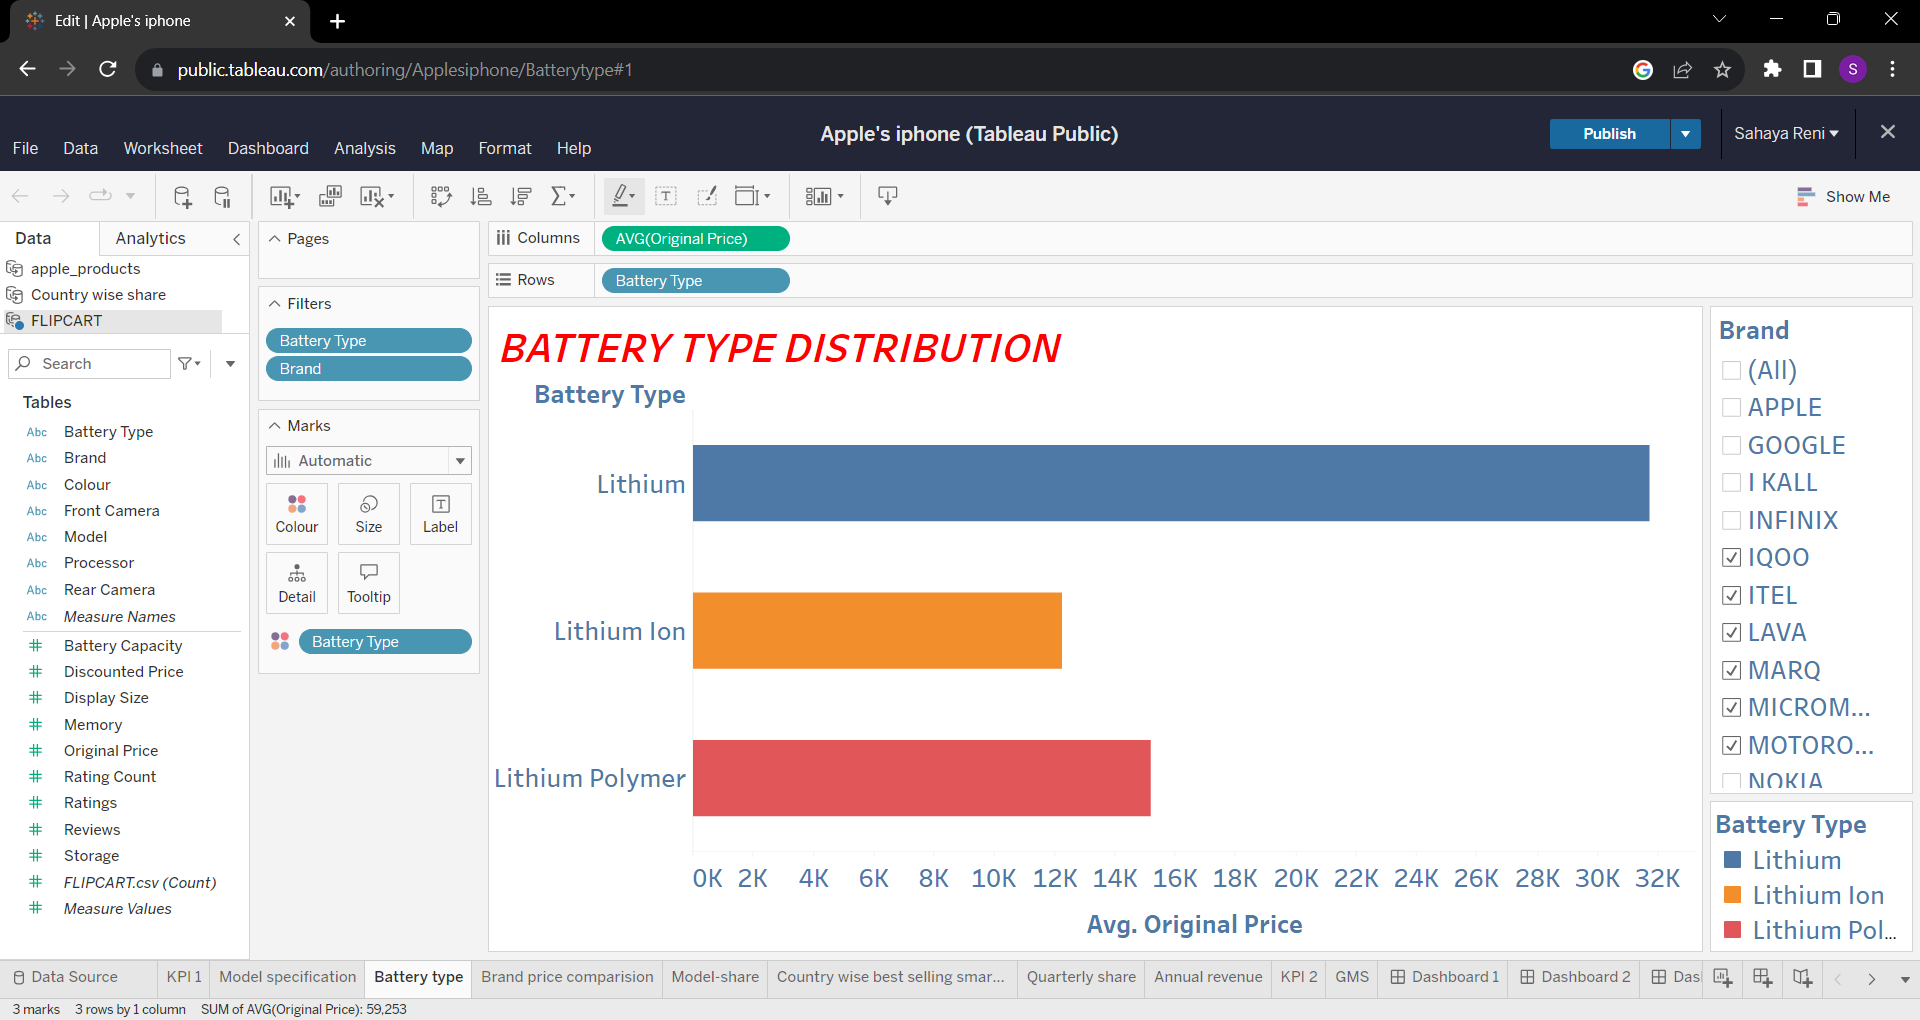 Edit | Apple's iphone
public.tableau.com/authoring/Applesiphone/Batterytype#1
S
Apple's iphone (Tableau Public)
Publish
Sahaya Reni
File Data Worksheet Dashboard Analysis Map Format Help
Show Me
Data Analytics
apple_products
Country wise share
FLIPCART
Search
Tables
Abc Battery Type
Abc Brand
Abc Colour
Abc Front Camera
Abc Model
Abc Processor
Abc Rear Camera
Abc Measure Names
# Battery Capacity
# Discounted Price
# Display Size
# Memory
# Original Price
# Rating Count
# Ratings
# Reviews
# Storage
# FLIPCART.csv (Count)
# Measure Values
Pages
Filters
Battery Type
Brand
Marks
Automatic
Colour Size Label
Detail Tooltip
Battery Type
Columns AVG(Original Price)
Rows Battery Type
BATTERY TYPE DISTRIBUTION
Battery Type
Lithium
Lithium Ion
Lithium Polymer
0K 2K 4K 6K 8K 10K 12K 14K 16K 18K 20K 22K 24K 26K 28K 30K 32K
Avg. Original Price
Brand
(All)
APPLE
GOOGLE
I KALL
INFINIX
IQOO
ITEL
LAVA
MARQ
MICROM...
MOTORO...
NOKIA
Battery Type
Lithium
Lithium Ion
Lithium Pol...
Data Source KPI 1 Model specification Battery type Brand price comparision Model-share Country wise best selling smar... Quarterly share Annual revenue KPI 2 GMS Dashboard 1 Dashboard 2 Das
3 marks 3 rows by 1 column SUM of AVG(Original Price): 59,253